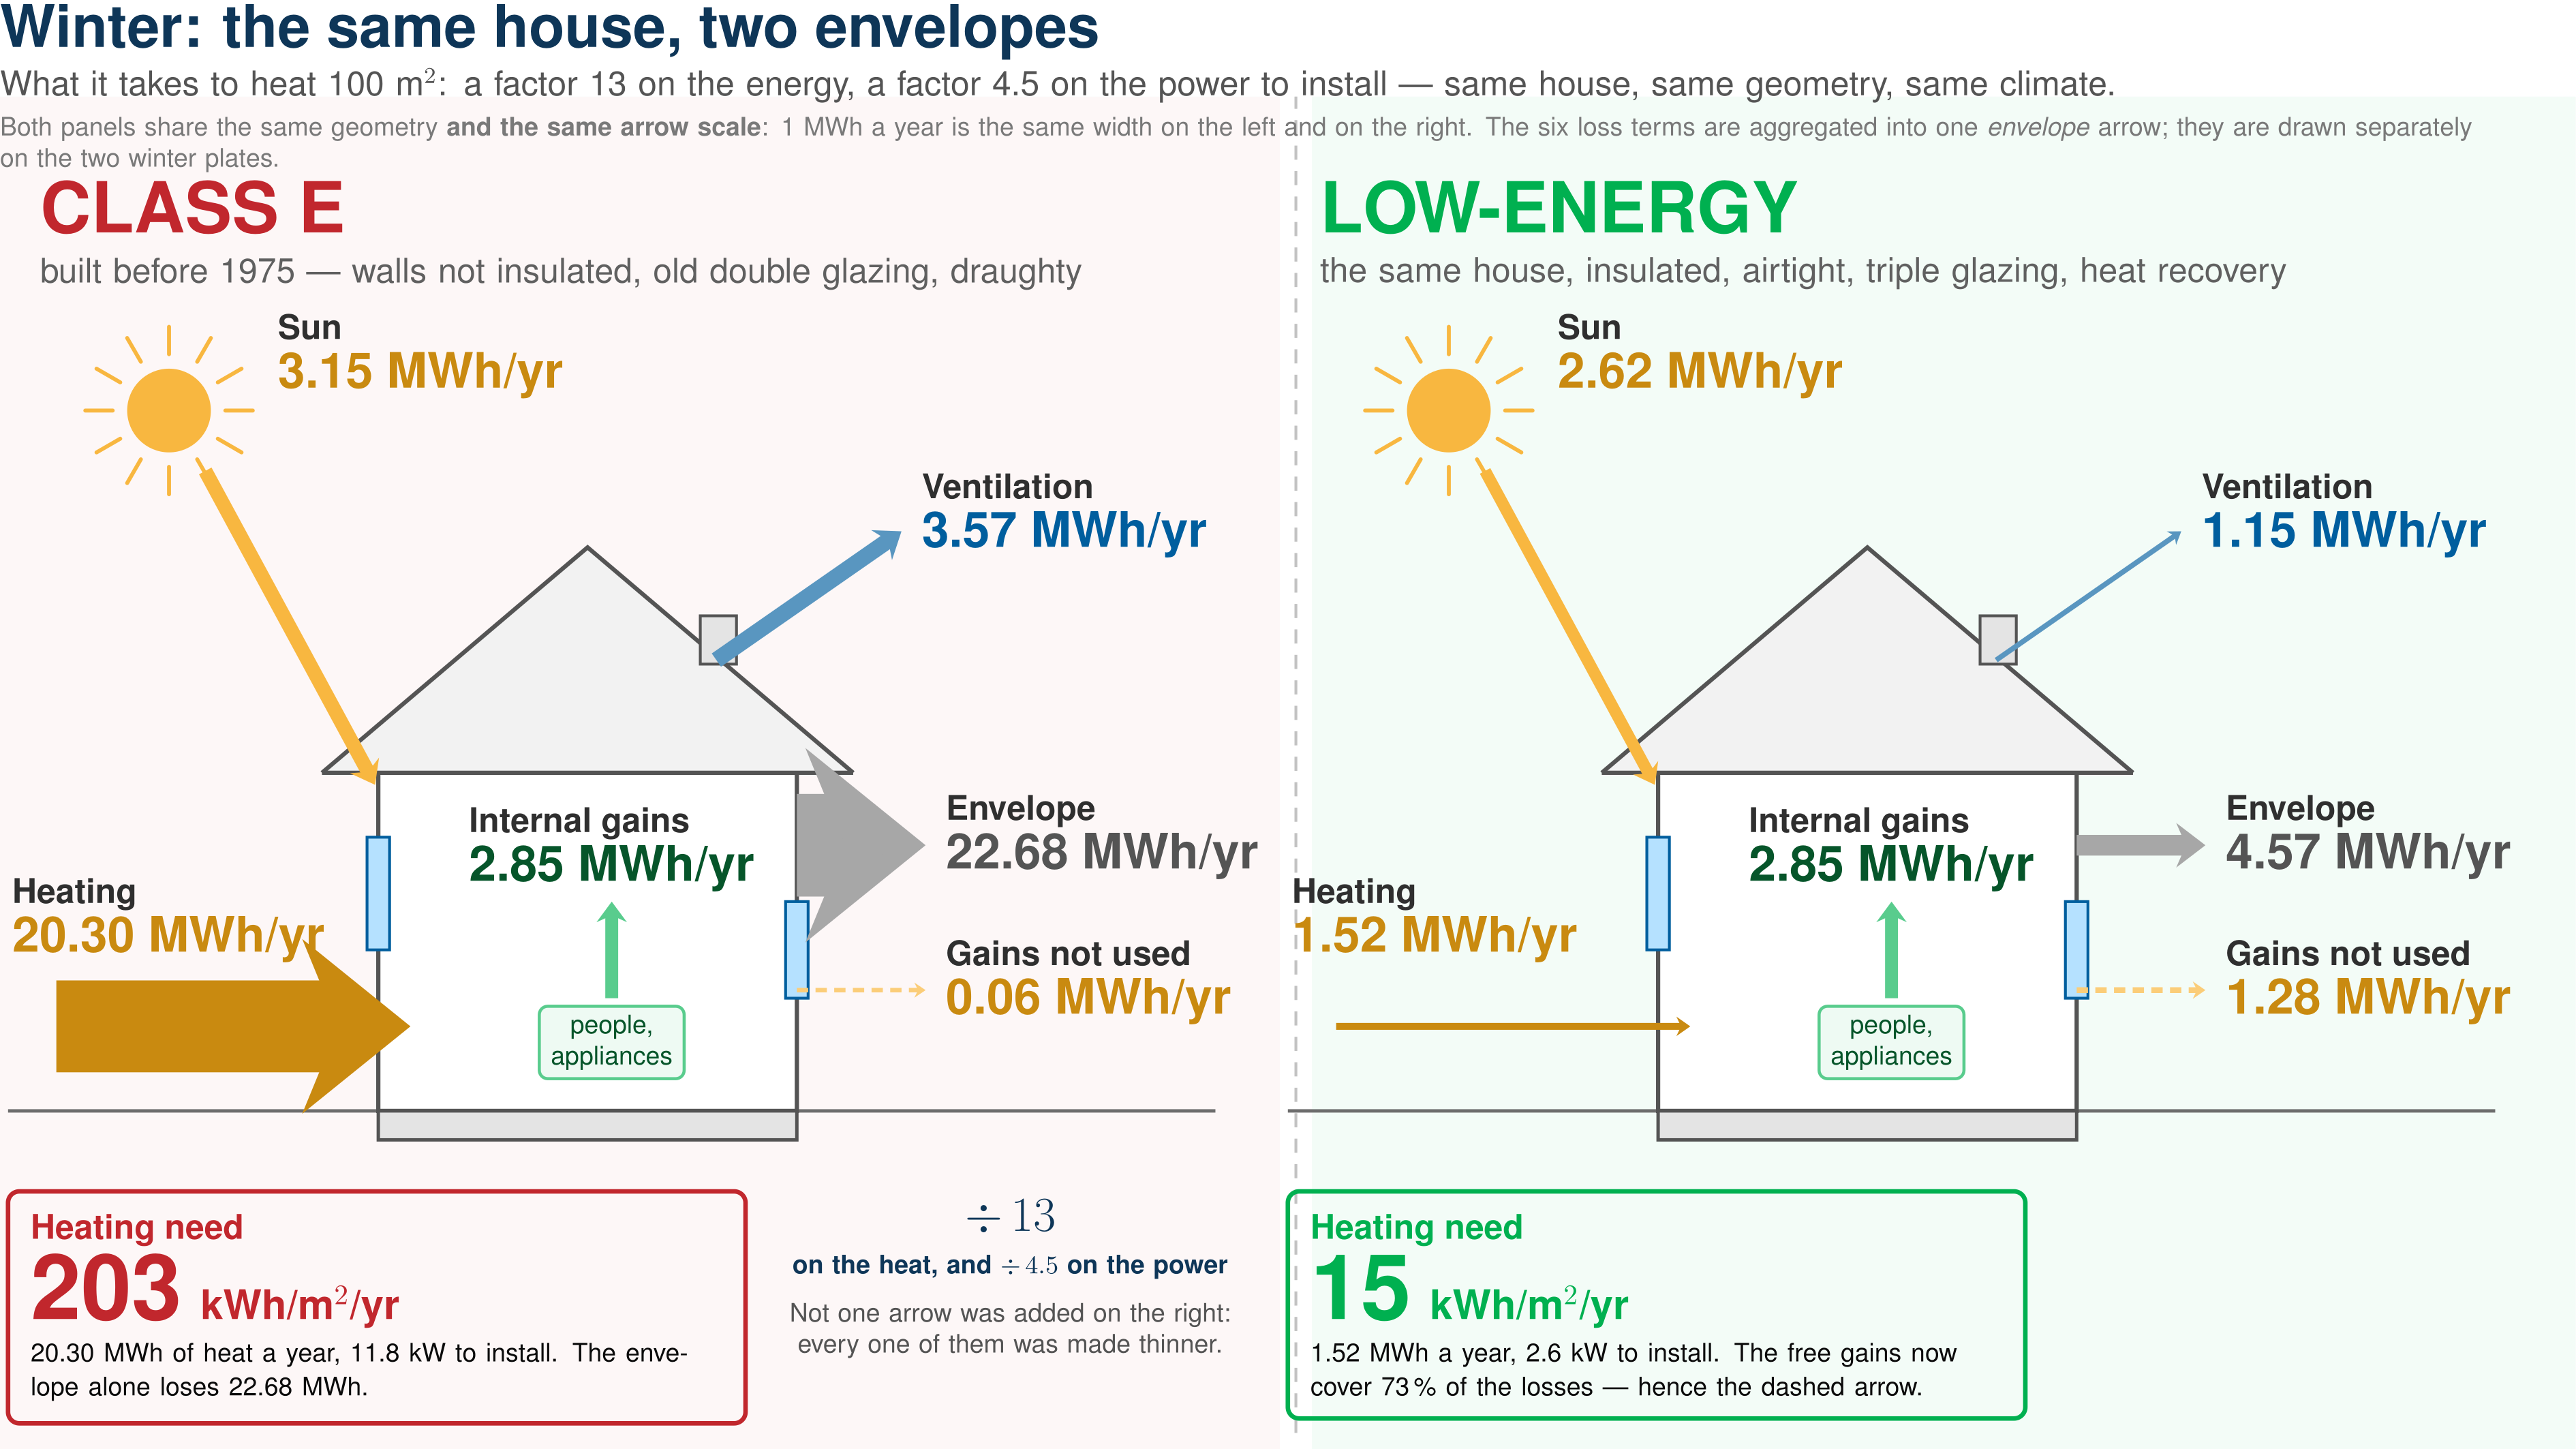 Winter: the same house, two envelopes
What it takes to heat 100 m²: a factor 13 on the energy, a factor 4.5 on the power to install — same house, same geometry, same climate.
Both panels share the same geometry and the same arrow scale: 1 MWh a year is the same width on the left and on the right. The six loss terms are aggregated into one envelope arrow; they are drawn separately
on the two winter plates.
CLASS E
built before 1975 — walls not insulated, old double glazing, draughty
Sun
3.15 MWh/yr
Ventilation
3.57 MWh/yr
Internal gains
2.85 MWh/yr
Envelope
22.68 MWh/yr
Heating
20.30 MWh/yr
Gains not used
0.06 MWh/yr
people,
appliances
Heating need
203 kWh/m²/yr
20.30 MWh of heat a year, 11.8 kW to install. The enve-
lope alone loses 22.68 MWh.
÷ 13
on the heat, and ÷ 4.5 on the power
Not one arrow was added on the right:
every one of them was made thinner.
LOW-ENERGY
the same house, insulated, airtight, triple glazing, heat recovery
Sun
2.62 MWh/yr
Ventilation
1.15 MWh/yr
Internal gains
2.85 MWh/yr
Envelope
4.57 MWh/yr
Heating
1.52 MWh/yr
Gains not used
1.28 MWh/yr
people,
appliances
Heating need
15 kWh/m²/yr
1.52 MWh a year, 2.6 kW to install. The free gains now
cover 73 % of the losses — hence the dashed arrow.